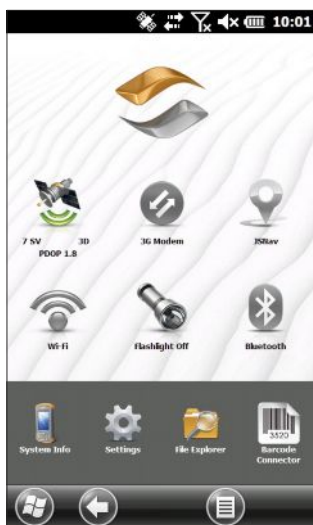 10:01
7 SV 3D
PDOP 1.8
3G Modem
JSNav
Wi-Fi
Flashlight Off
Bluetooth
System Info
Settings
File Explorer
3520
Barcode
Connector